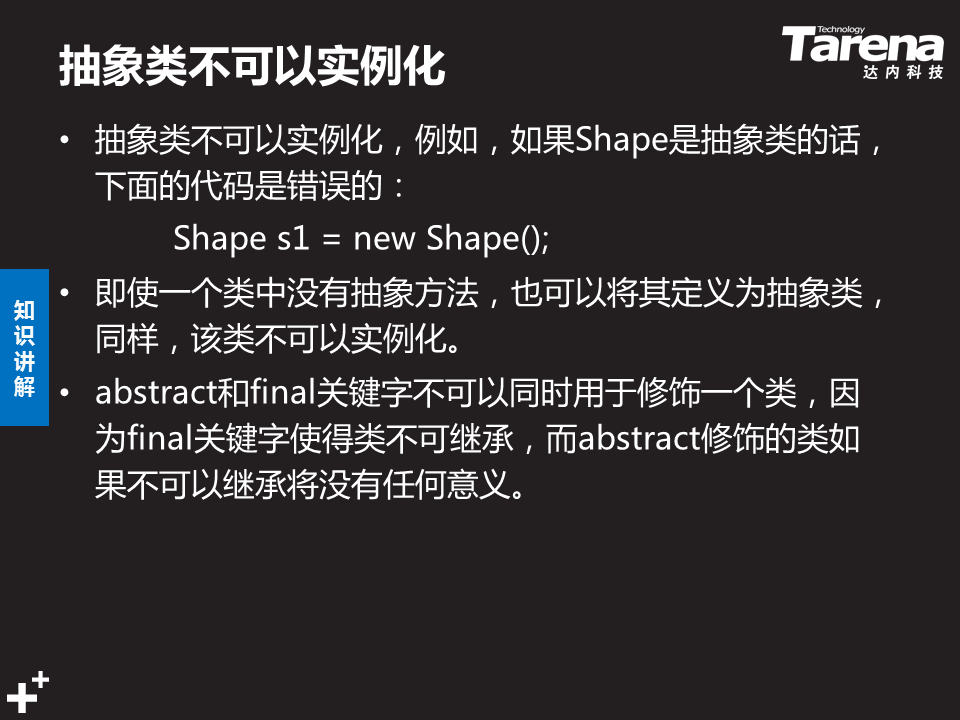 抽象类不可以实例化
Technology
Tarena
达内科技
• 抽象类不可以实例化，例如，如果Shape是抽象类的话，
下面的代码是错误的：
Shape s1 = new Shape();
• 即使一个类中没有抽象方法，也可以将其定义为抽象类，
同样，该类不可以实例化。
• abstract和final关键字不可以同时用于修饰一个类，因
为final关键字使得类不可继承，而abstract修饰的类如
果不可以继承将没有任何意义。
知
识
讲
解